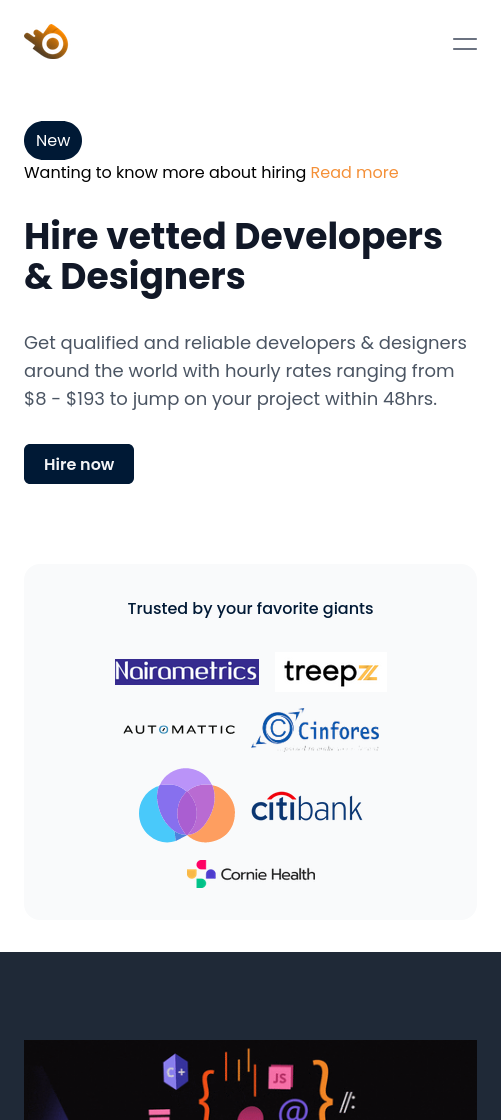 New
Wanting to know more about hiring Read more
Hire vetted Developers
& Designers
Get qualified and reliable developers & designers
around the world with hourly rates ranging from
$8 - $193 to jump on your project within 48hrs.
Hire now
Trusted by your favorite giants
Nairametrics
treepz
AUTOMATTIC
Cinfores
citibank
Cornie Health
C+
{
JS
}
@
//: